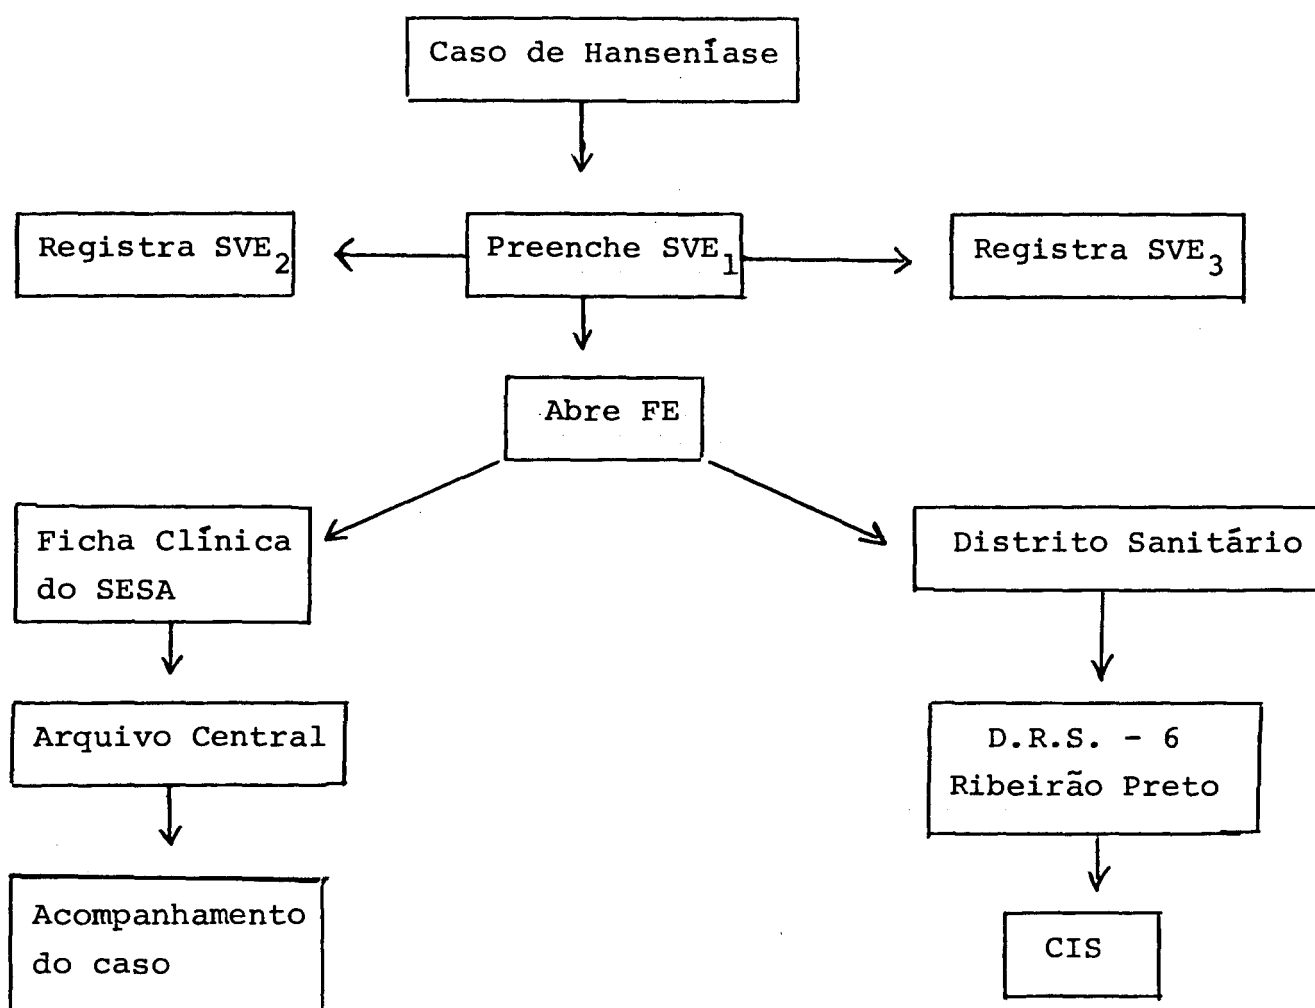 Caso de Hanseníase
Registra SVE₂
Preenche SVE₁
Registra SVE₃
Abre FE
Ficha Clínica
do SESA
Distrito Sanitário
Arquivo Central
D.R.S. - 6
Ribeirão Preto
Acompanhamento
do caso
CIS